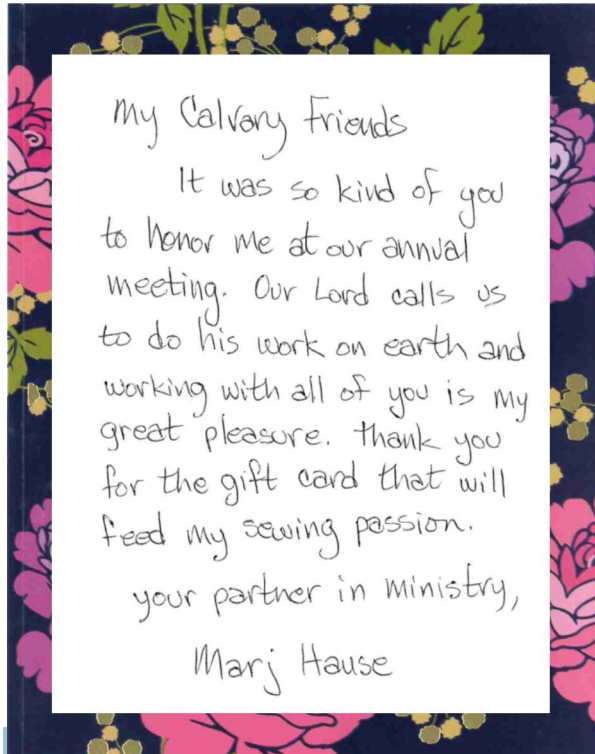 My Calvary Friends
It was so kind of you
to honor me at our annual
meeting. Our Lord calls us
to do his work on earth and
working with all of you is my
great pleasure. Thank you
for the gift card that will
feed my sewing passion.
your partner in ministry,
Marj Hause